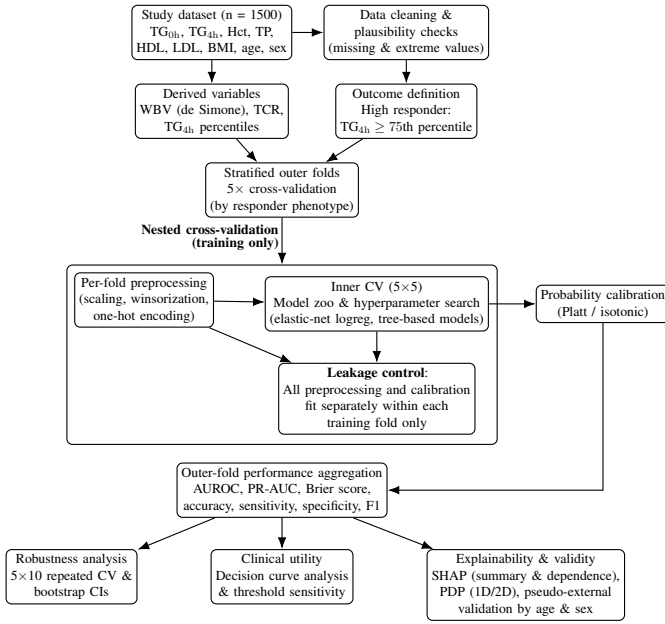 Study dataset (n = 1500)
TG0h, TG4h, Hct, TP,
HDL, LDL, BMI, age, sex
Data cleaning &
plausibility checks
(missing & extreme values)
Derived variables
WBV (de Simone), TCR,
TG4h percentiles
Outcome definition
High responder:
TG4h ≥ 75th percentile
Stratified outer folds
5× cross-validation
(by responder phenotype)
Nested cross-validation
(training only)
Per-fold preprocessing
(scaling, winsorization,
one-hot encoding)
Inner CV (5×5)
Model zoo & hyperparameter search
(elastic-net logreg, tree-based models)
Probability calibration
(Platt / isotonic)
Leakage control:
All preprocessing and calibration
fit separately within each
training fold only
Outer-fold performance aggregation
AUROC, PR-AUC, Brier score,
accuracy, sensitivity, specificity, F1
Robustness analysis
5×10 repeated CV &
bootstrap CIs
Clinical utility
Decision curve analysis
& threshold sensitivity
Explainability & validity
SHAP (summary & dependence),
PDP (1D/2D), pseudo-external
validation by age & sex